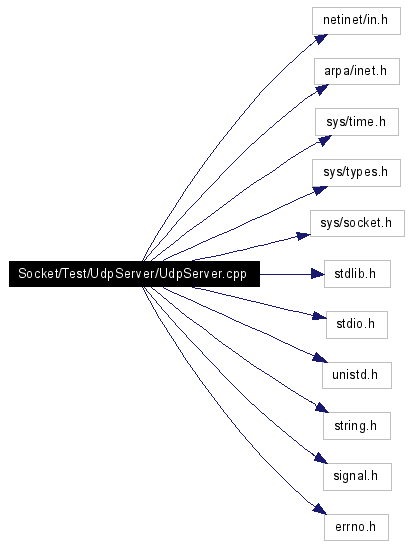 netinet/in.h
arpa/inet.h
sys/time.h
sys/types.h
sys/socket.h
Socket/Test/UdpServer/UdpServer.cpp
stdlib.h
stdio.h
unistd.h
string.h
signal.h
errno.h